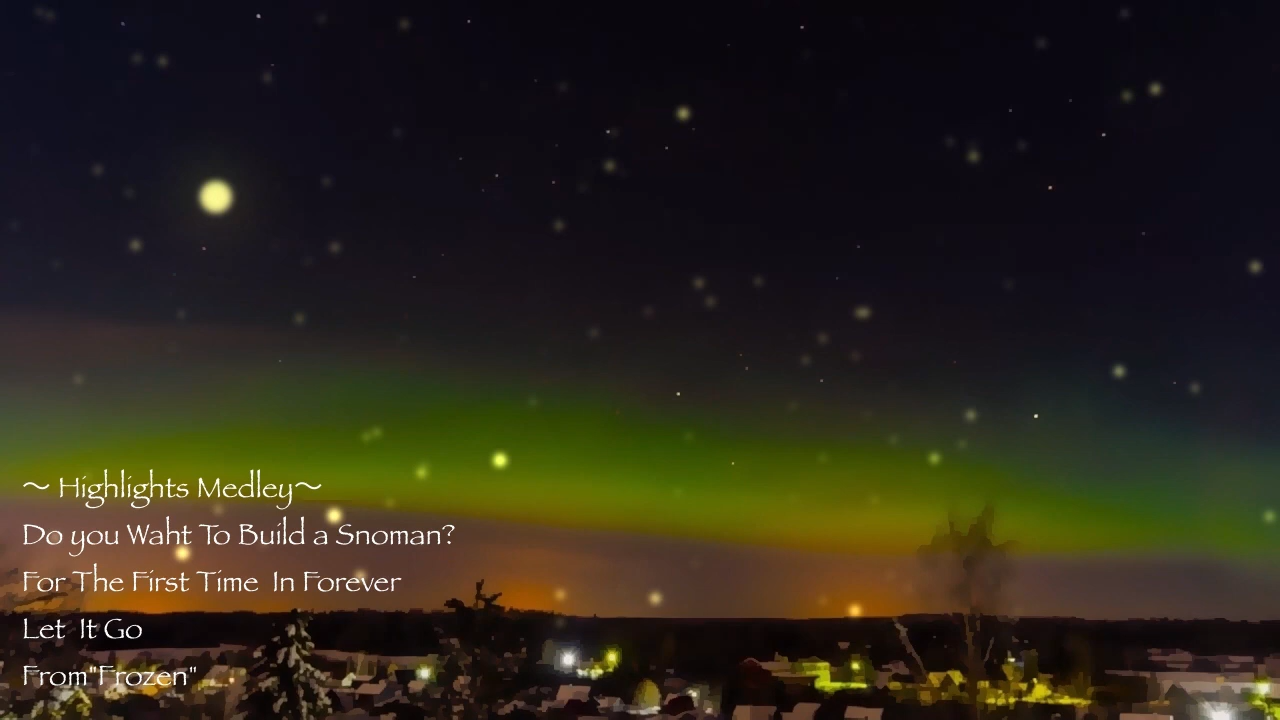 ～ Highlights Medley～
Do you Waht To Build a Snoman?
For The First Time In Forever
Let It Go
From"Frozen"